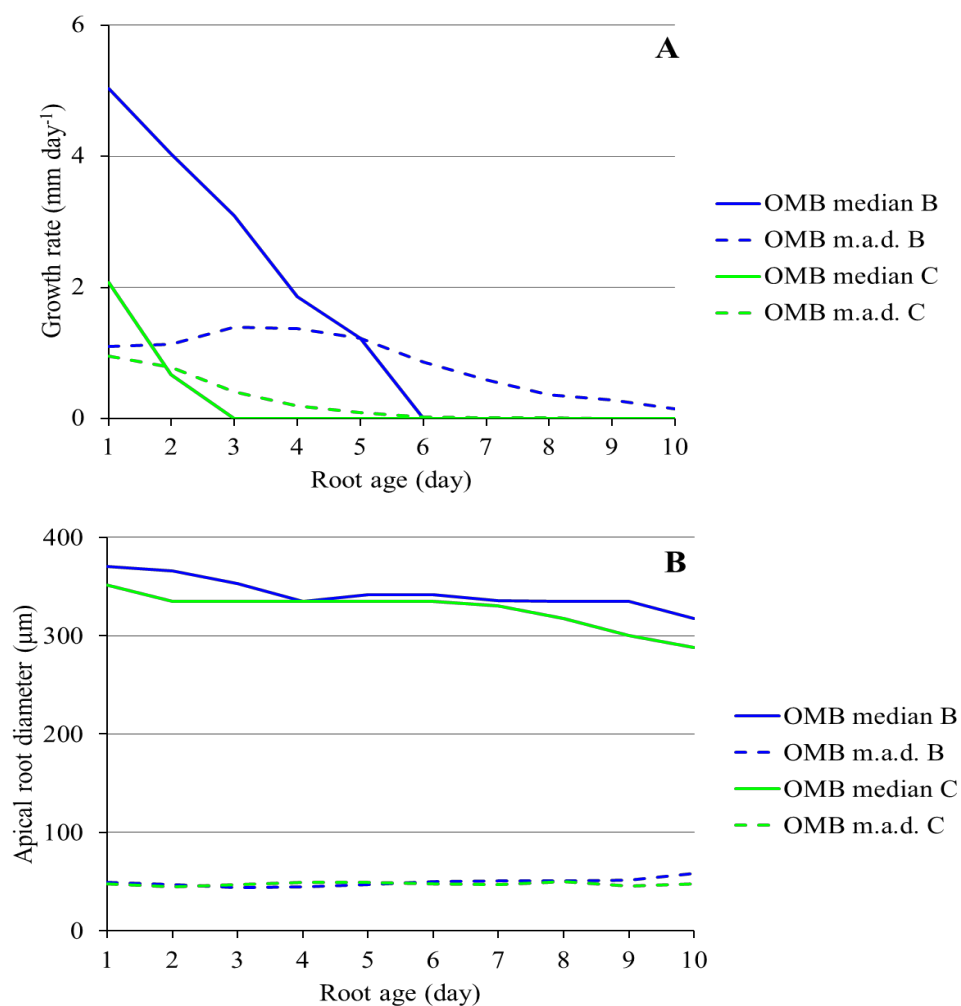 A
Growth rate (mm day⁻¹)
6
4
2
0
1 2 3 4 5 6 7 8 9 10
Root age (day)
OMB median B
OMB m.a.d. B
OMB median C
OMB m.a.d. C
B
Apical root diameter (µm)
400
300
200
100
0
1 2 3 4 5 6 7 8 9 10
Root age (day)
OMB median B
OMB m.a.d. B
OMB median C
OMB m.a.d. C